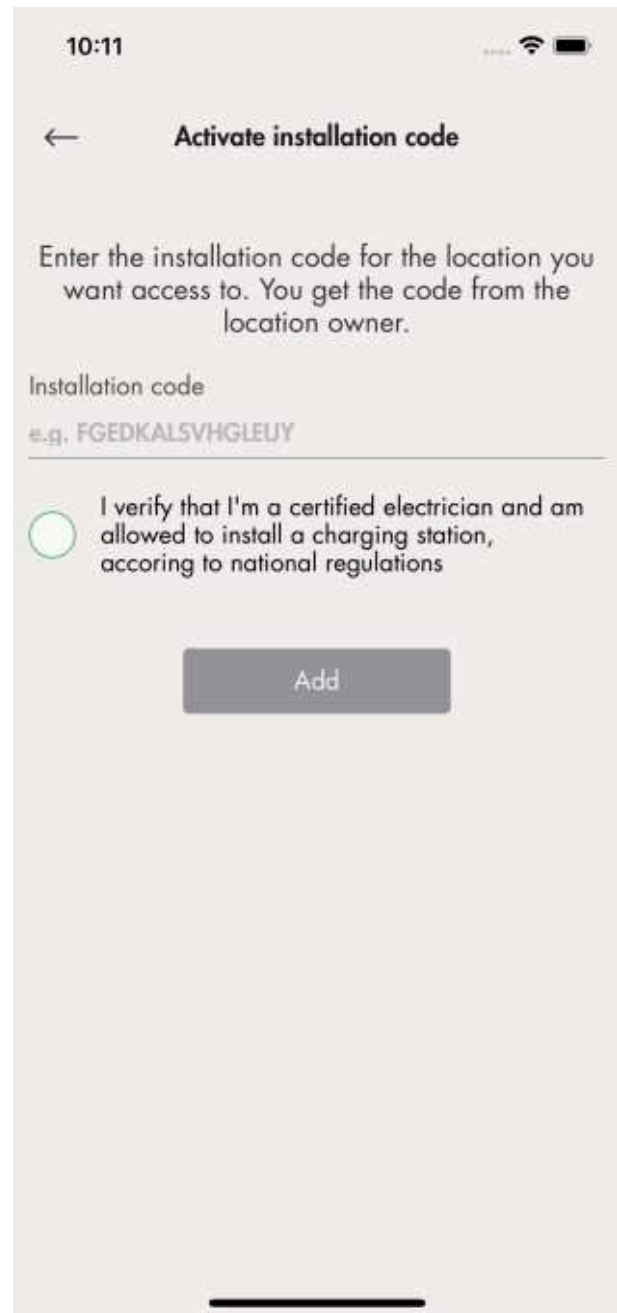 10:11
Activate installation code
Enter the installation code for the location you
want access to. You get the code from the
location owner.
Installation code
e.g. FGEDKALSVHGLEUY
I verify that I'm a certified electrician and am
allowed to install a charging station,
accoring to national regulations
Add